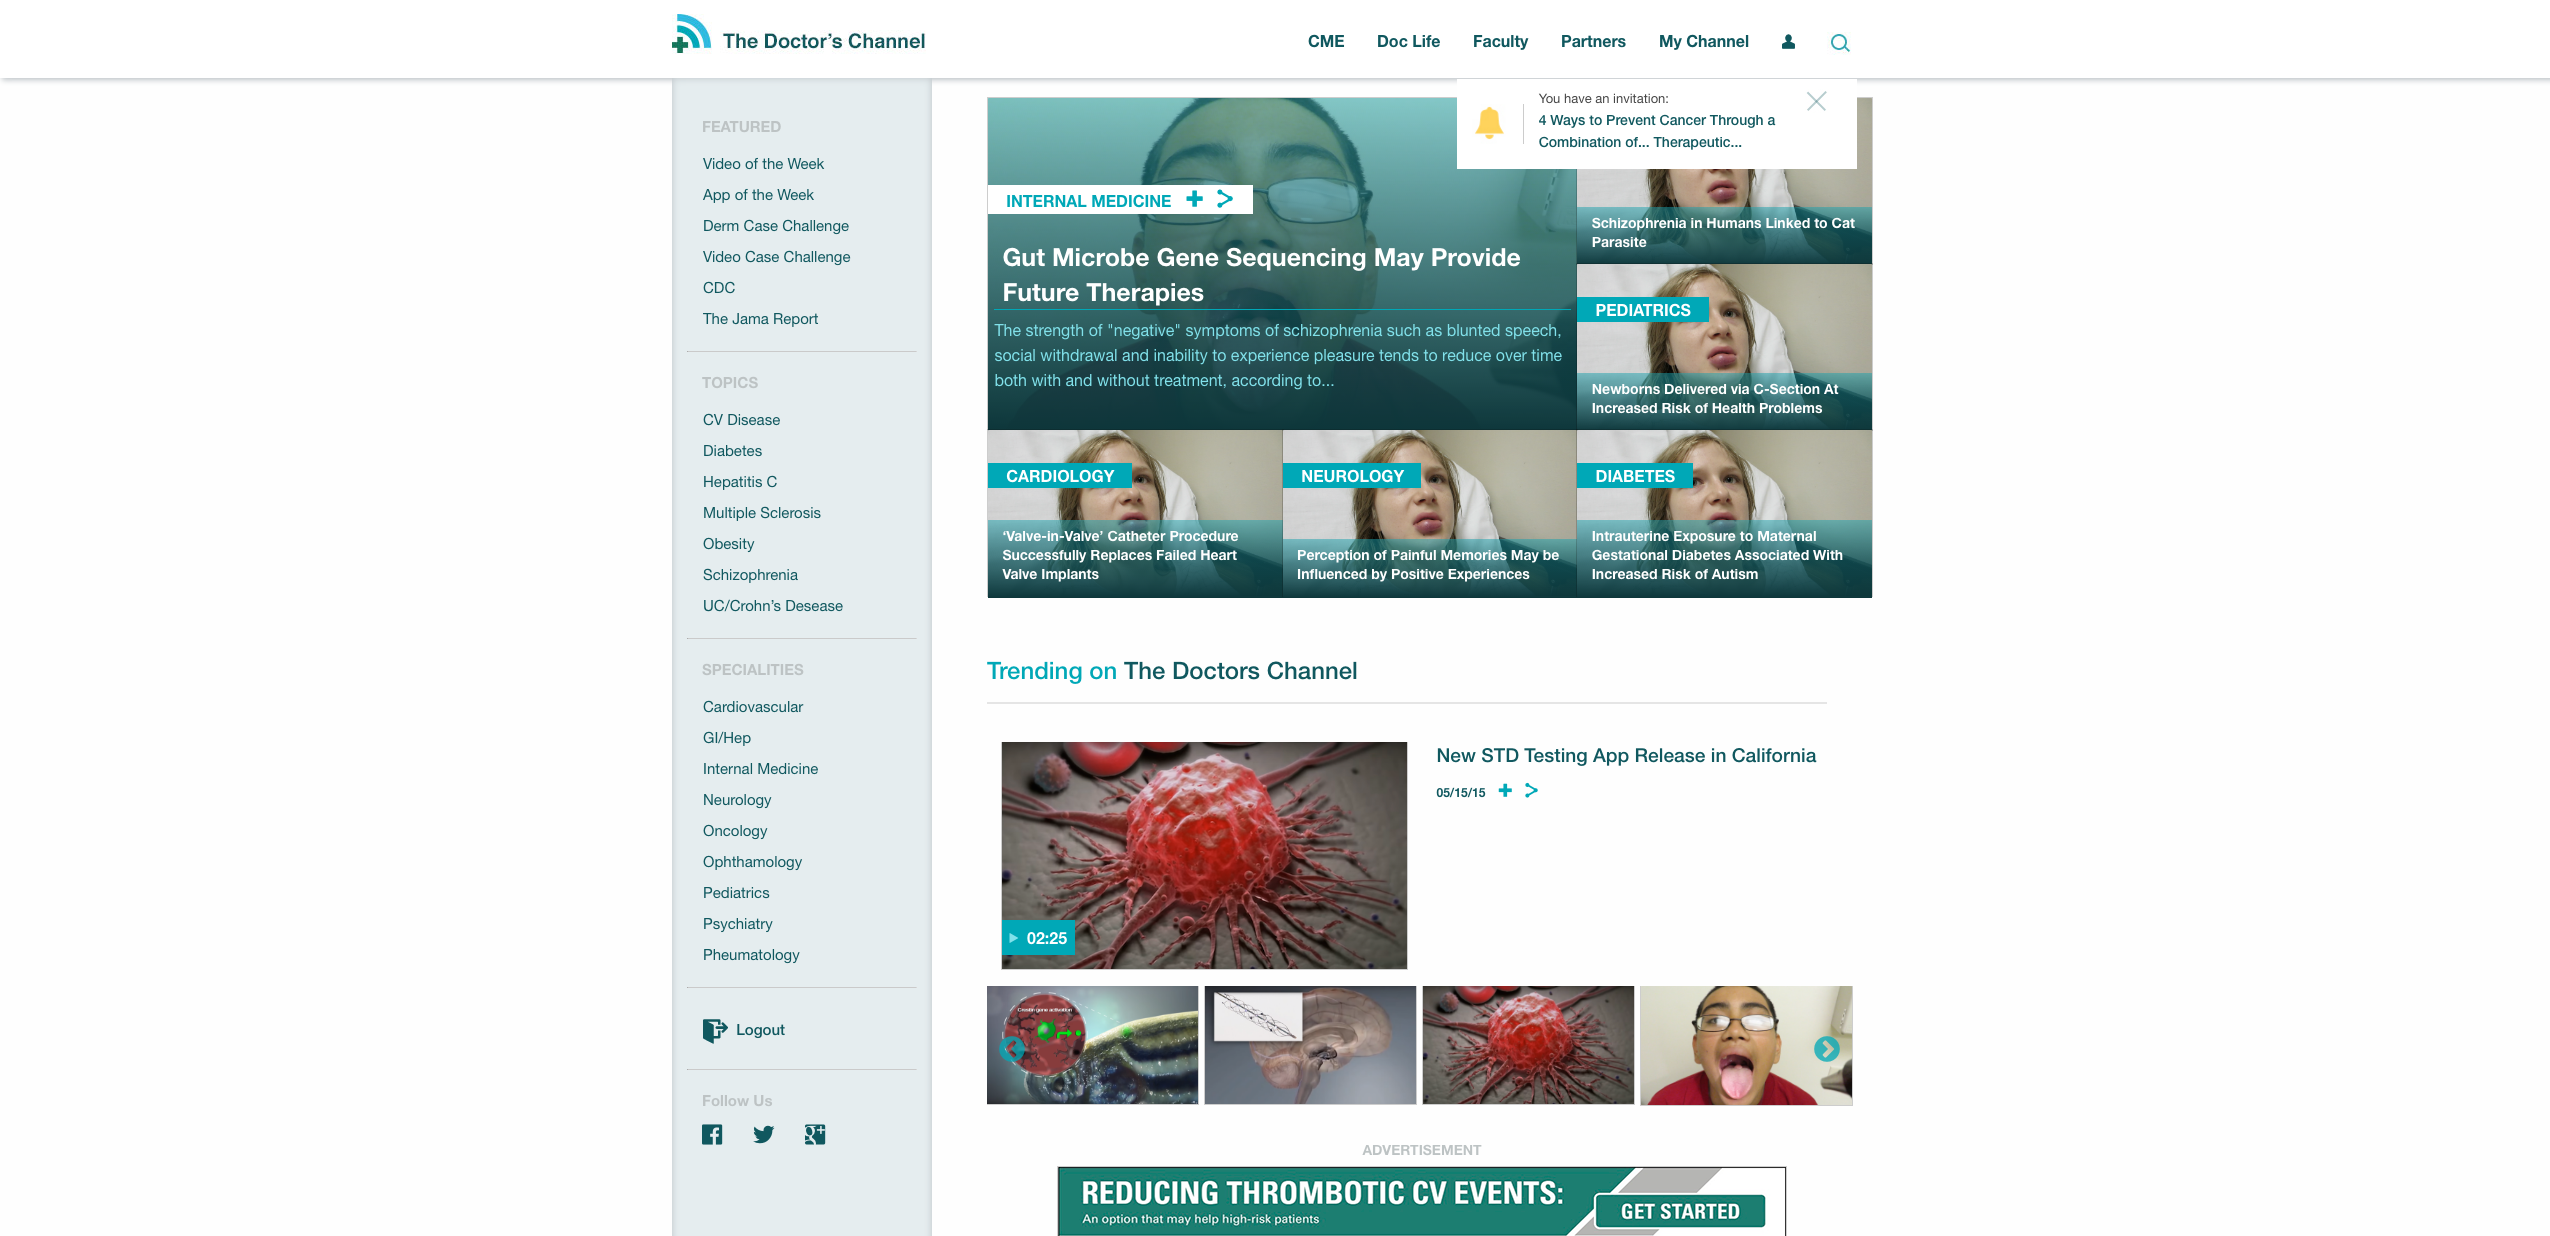 The Doctor’s Channel
CME
Doc Life
Faculty
Partners
My Channel
You have an invitation:
4 Ways to Prevent Cancer Through a
Combination of... Therapeutic...
FEATURED
Video of the Week
App of the Week
Derm Case Challenge
Video Case Challenge
CDC
The Jama Report
TOPICS
CV Disease
Diabetes
Hepatitis C
Multiple Sclerosis
Obesity
Schizophrenia
UC/Crohn’s Desease
SPECIALITIES
Cardiovascular
GI/Hep
Internal Medicine
Neurology
Oncology
Ophthamology
Pediatrics
Psychiatry
Pheumatology
Logout
Follow Us
INTERNAL MEDICINE
Gut Microbe Gene Sequencing May Provide
Future Therapies
The strength of "negative" symptoms of schizophrenia such as blunted speech,
social withdrawal and inability to experience pleasure tends to reduce over time
both with and without treatment, according to...
Schizophrenia in Humans Linked to Cat
Parasite
PEDIATRICS
Newborns Delivered via C-Section At
Increased Risk of Health Problems
CARDIOLOGY
‘Valve-in-Valve’ Catheter Procedure
Successfully Replaces Failed Heart
Valve Implants
NEUROLOGY
Perception of Painful Memories May be
Influenced by Positive Experiences
DIABETES
Intrauterine Exposure to Maternal
Gestational Diabetes Associated With
Increased Risk of Autism
Trending on The Doctors Channel
02:25
New STD Testing App Release in California
05/15/15
ADVERTISEMENT
REDUCING THROMBOTIC CV EVENTS:
An option that may help high-risk patients
GET STARTED